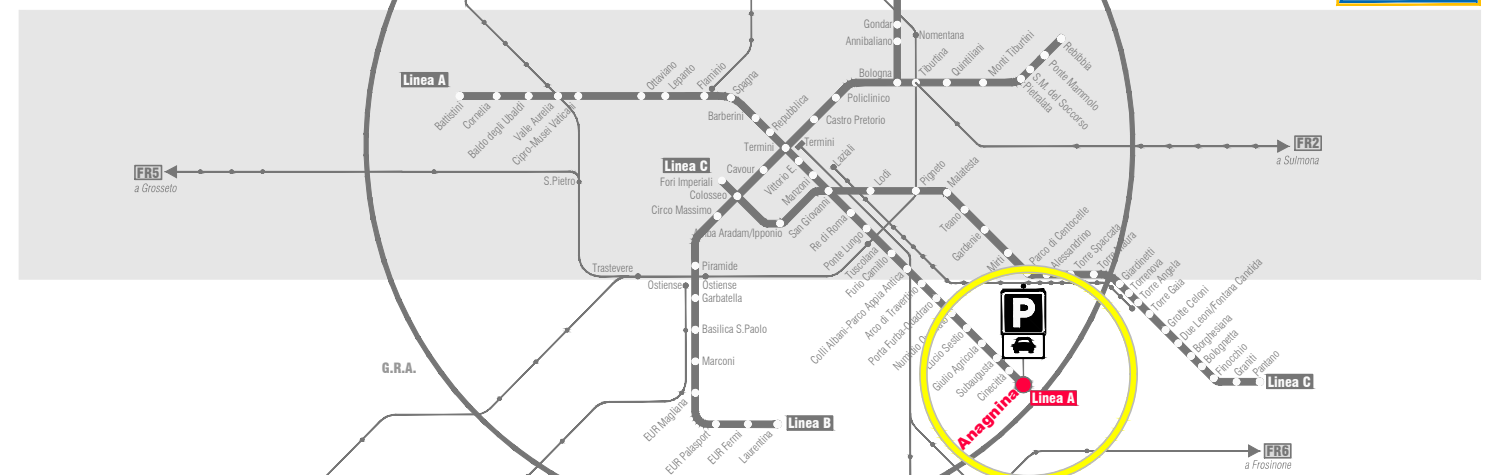 Gondar
Nomentana
Annibaliano
Rebibbia
Ponte Mammolo
S.M. del Soccorso
Pietralata
Monti Tiburtini
Quintiliani
Tiburtina
Bologna
Policlinico
Castro Pretorio
Linea A
Battistini
Cornelia
Baldo degli Ubaldi
Valle Aurelia
Cipro-Musei Vaticani
Ottaviano
Lepanto
Flaminio
Spagna
Barberini
Repubblica
Termini
Termini
Laziali
FR2
a Sulmona
FR5
a Grosseto
S.Pietro
Linea C
Fori Imperiali
Colosseo
Cavour
Vittorio E.
Manzoni
San Giovanni
Lodi
Pigneto
Malatesta
Teano
Gardenie
Mirti
Parco di Centocelle
Alessandrino
Torre Spaccata
Torre Maura
Giardinetti
Torrenova
Torre Angela
Torre Gaia
Grotte Celoni
Due Leoni/Fontana Candida
Borghesiana
Bolognetta
Finocchio
Graniti
Pantano
Linea C
Circo Massimo
Aradam/Ipponio
Re di Roma
Ponte Lungo
Tuscolana
Furio Camillo
Colli Albani-Parco Appia Antica
Arco di Travertino
Porta Furba-Quadraro
Lucio Sestio
Giulio Agricola
Subaugusta
Cinecittà
Anagnina
Linea A
P
Trastevere
Piramide
Ostiense
Ostiense
Garbatella
Basilica S.Paolo
Marconi
EUR Magliana
EUR Palasport
EUR Fermi
Laurentina
Linea B
G.R.A.
FR6
a Frosinone